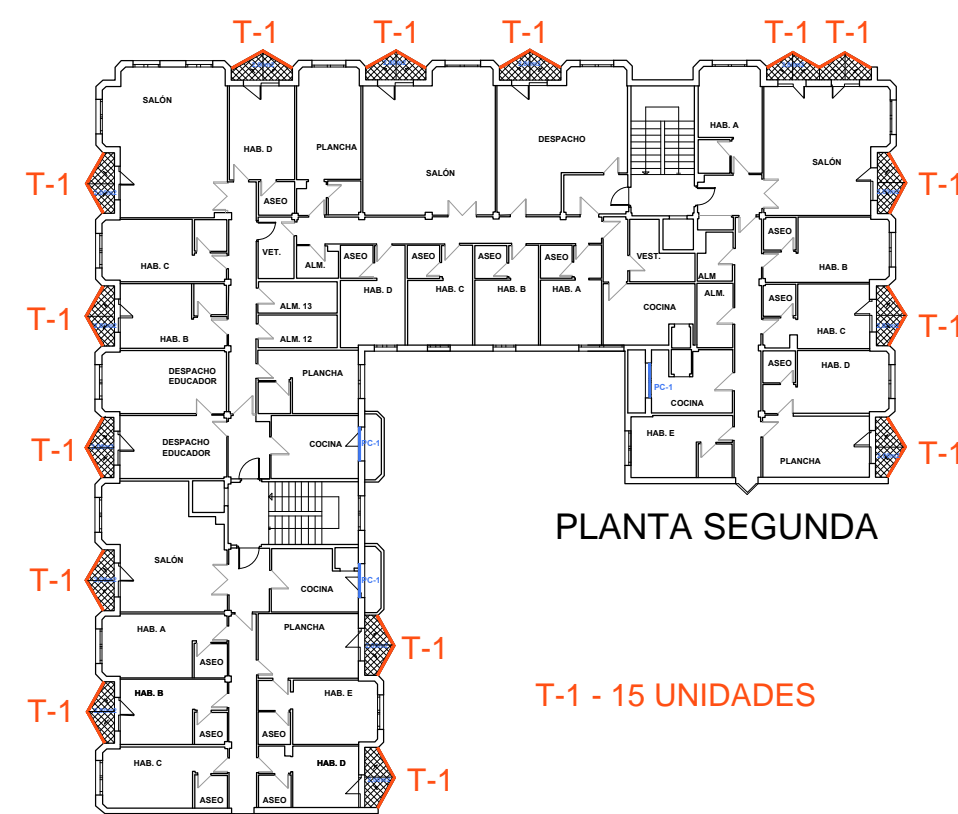 T-1
T-1
T-1
T-1
T-1
SALÓN
HAB. D
PLANCHA
SALÓN
DESPACHO
HAB. A
SALÓN
T-1
T-1
ASEO
ASEO
HAB. C
VET.
ALM.
ASEO
ASEO
ASEO
ASEO
VEST.
ALM
HAB. B
HAB. D
HAB. C
HAB. B
HAB. A
COCINA
ALM.
ASEO
T-1
T-1
HAB. B
ALM. 13
ALM. 12
HAB. C
DESPACHO
EDUCADOR
PLANCHA
ASEO
HAB. D
PC-1
COCINA
T-1
DESPACHO
EDUCADOR
COCINA
PC-1
HAB. E
PLANCHA
T-1
PLANTA SEGUNDA
T-1
SALÓN
COCINA
PC-1
HAB. A
PLANCHA
T-1
ASEO
T-1
HAB. B
HAB. E
T-1 - 15 UNIDADES
ASEO
ASEO
HAB. C
HAB. D
T-1
ASEO
ASEO